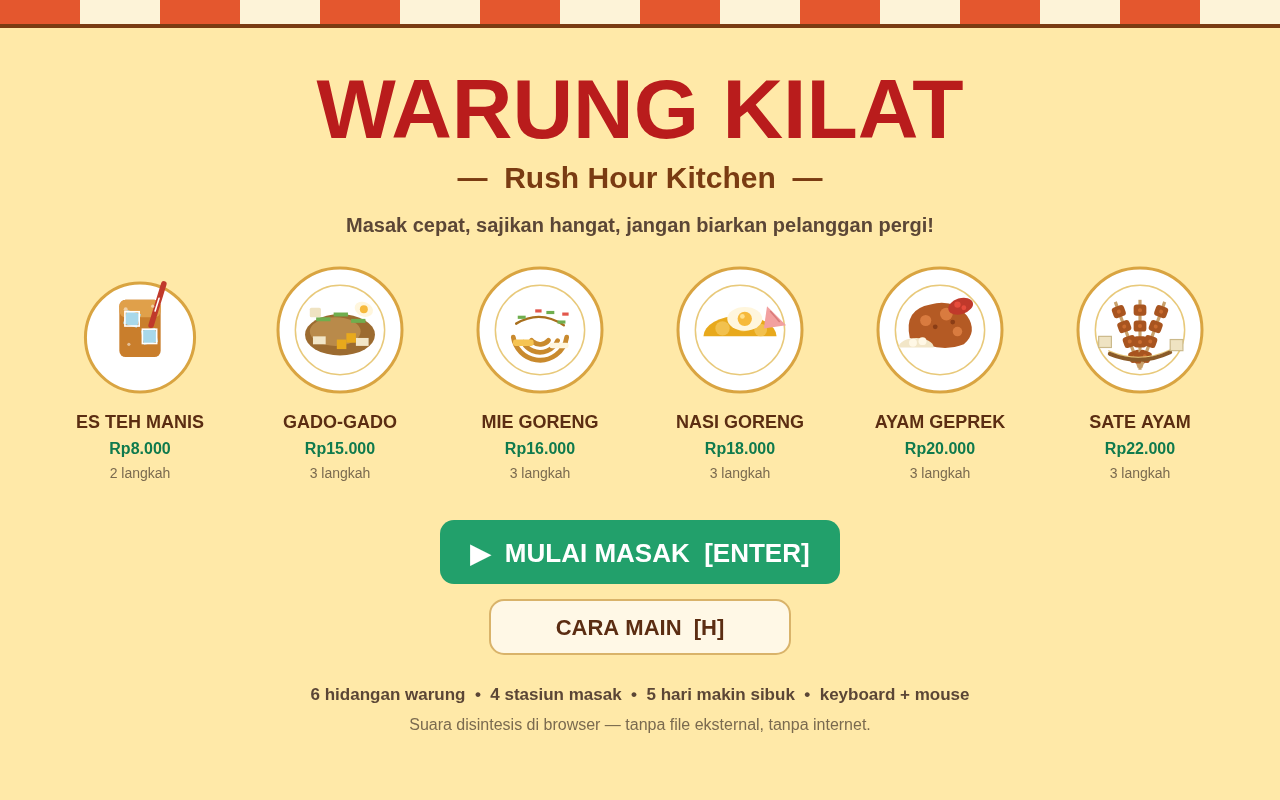 WARUNG KILAT
— Rush Hour Kitchen —
Masak cepat, sajikan hangat, jangan biarkan pelanggan pergi!
ES TEH MANIS
Rp8.000
2 langkah
GADO-GADO
Rp15.000
3 langkah
MIE GORENG
Rp16.000
3 langkah
NASI GORENG
Rp18.000
3 langkah
AYAM GEPREK
Rp20.000
3 langkah
SATE AYAM
Rp22.000
3 langkah
▶ MULAI MASAK [ENTER]
CARA MAIN [H]
6 hidangan warung • 4 stasiun masak • 5 hari makin sibuk • keyboard + mouse
Suara disintesis di browser — tanpa file eksternal, tanpa internet.